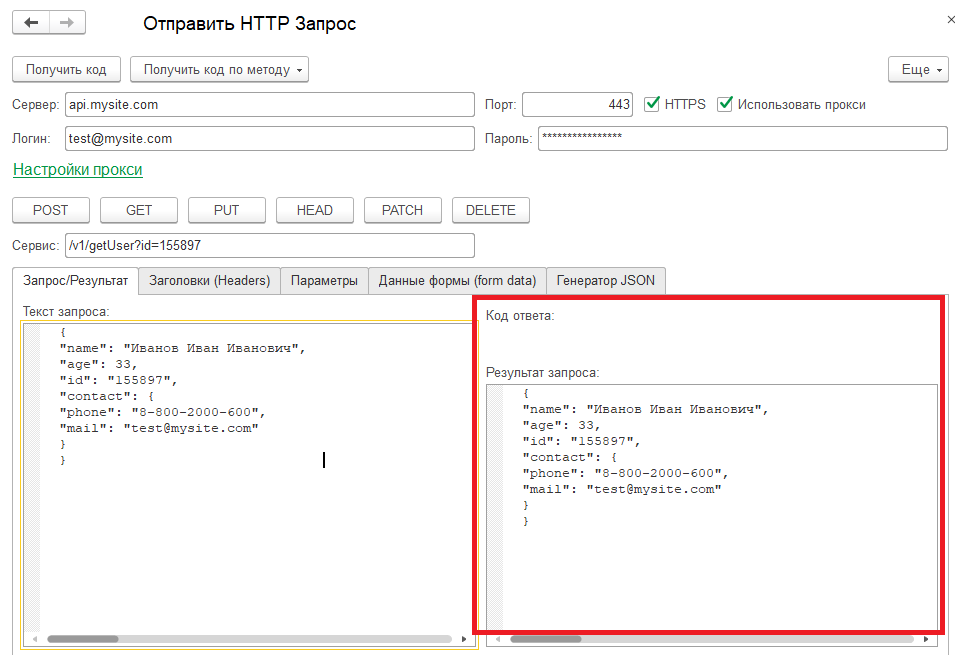 Отправить HTTP Запрос
Получить код
Получить код по методу
Еще
Сервер:
api.mysite.com
Порт:
443
HTTPS
Использовать прокси
Логин:
test@mysite.com
Пароль:
****************
Настройки прокси
POST
GET
PUT
HEAD
PATCH
DELETE
Сервис:
/v1/getUser?id=155897
Запрос/Результат
Заголовки (Headers)
Параметры
Данные формы (form data)
Генератор JSON
Текст запроса:
{
"name": "Иванов Иван Иванович",
"age": 33,
"id": "155897",
"contact": {
"phone": "8-800-2000-600",
"mail": "test@mysite.com"
}
}
Код ответа:
Результат запроса:
{
"name": "Иванов Иван Иванович",
"age": 33,
"id": "155897",
"contact": {
"phone": "8-800-2000-600",
"mail": "test@mysite.com"
}
}